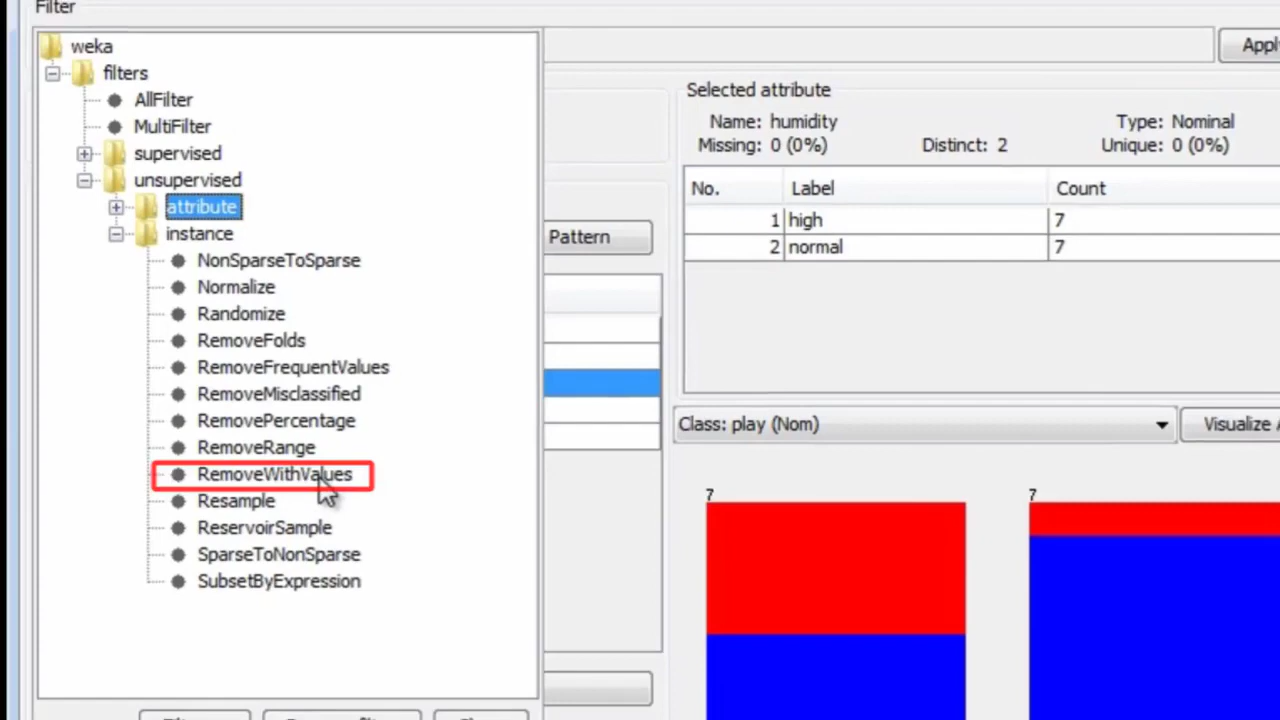 Filter
weka
filters
AllFilter
MultiFilter
supervised
unsupervised
attribute
instance
NonSparseToSparse
Normalize
Randomize
RemoveFolds
RemoveFrequentValues
RemoveMisclassified
RemovePercentage
RemoveRange
RemoveWithValues
Resample
ReservoirSample
SparseToNonSparse
SubsetByExpression
Pattern
Selected attribute
Name: humidity Type: Nominal
Missing: 0 (0%) Distinct: 2 Unique: 0 (0%)
No. Label Count
1 high 7
2 normal 7
Class: play (Nom) Visualize
7 7